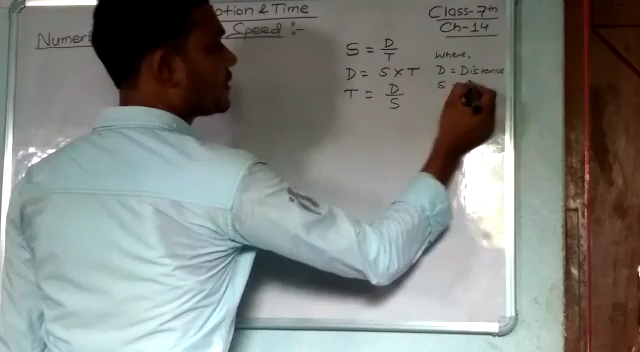 otion & Time
Class-7th
Ch-14
Numeri
Speed :-
S = D/T
D = S × T
T = D/S
Where,
D = Distance
S